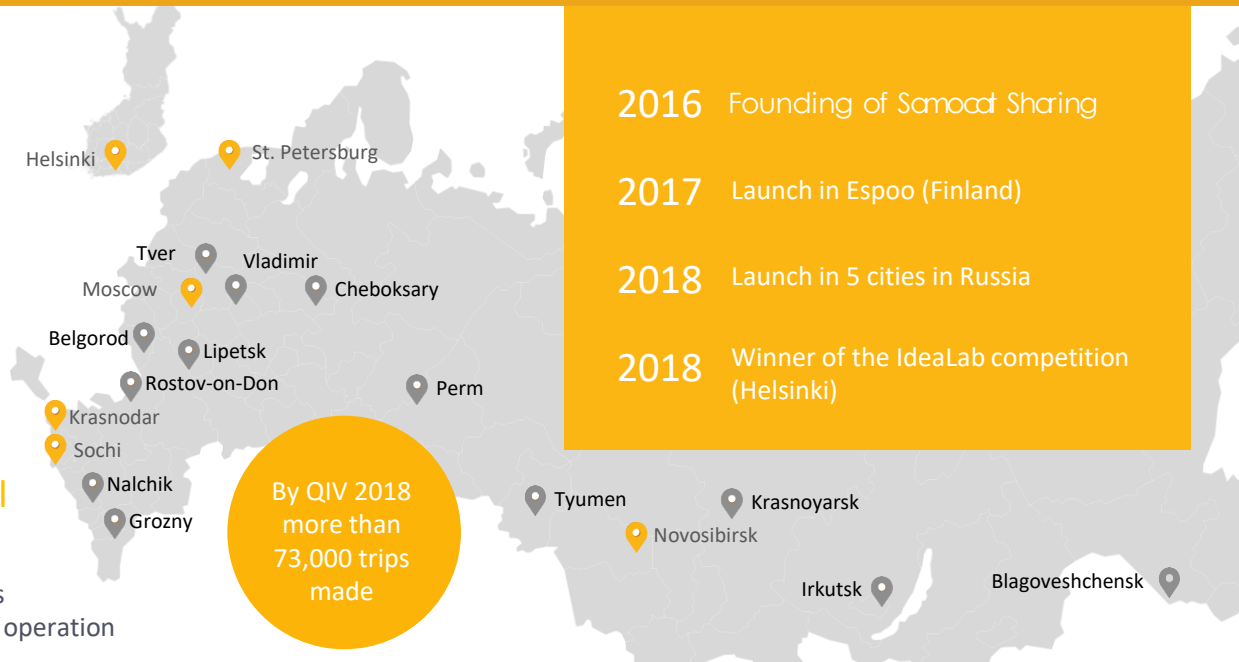 2016 Founding of Samocat Sharing
2017 Launch in Espoo (Finland)
2018 Launch in 5 cities in Russia
2018 Winner of the IdeaLab competition
(Helsinki)
Helsinki
St. Petersburg
Tver
Vladimir
Moscow
Cheboksary
Belgorod
Lipetsk
Rostov-on-Don
Perm
Krasnodar
Sochi
Nalchik
Grozny
By QIV 2018
more than
73,000 trips
made
Tyumen
Krasnoyarsk
Novosibirsk
Irkutsk
Blagoveshchensk
operation